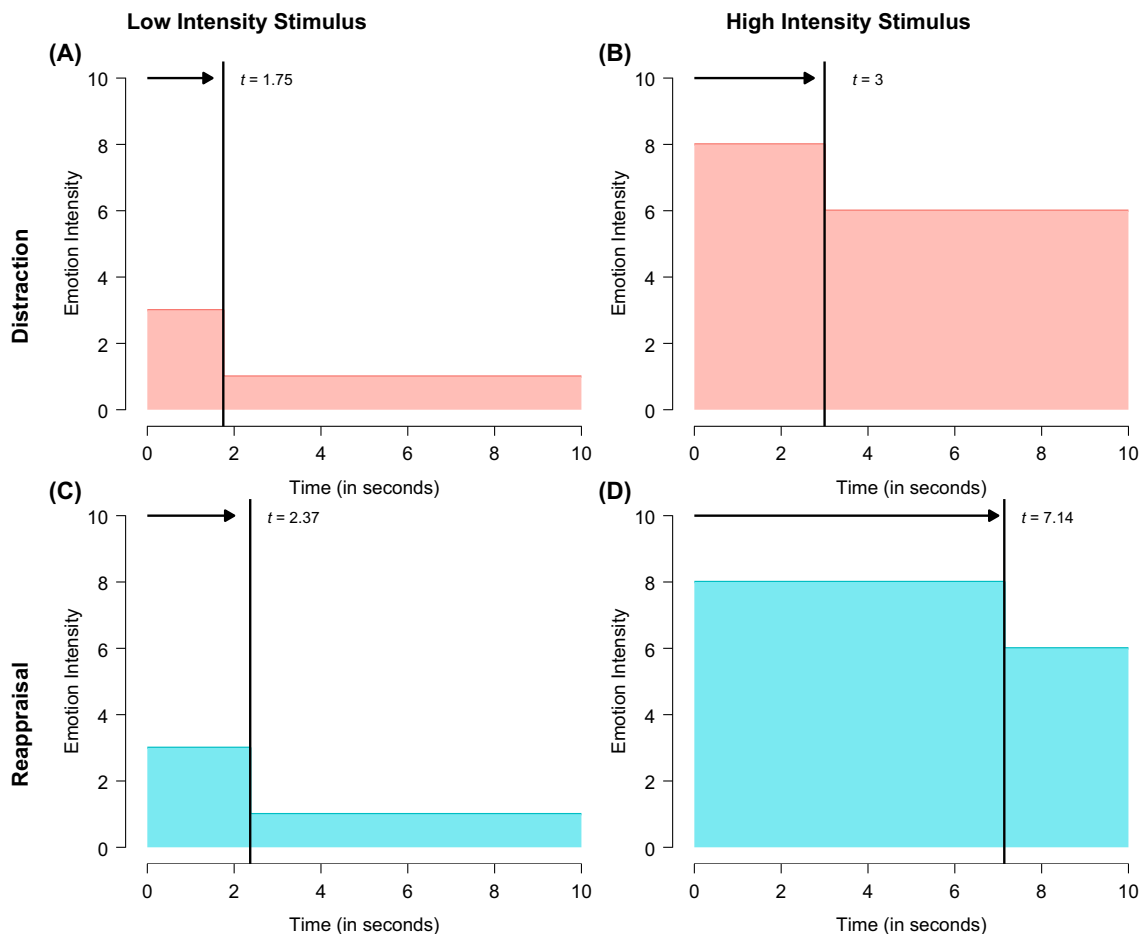 Low Intensity Stimulus
High Intensity Stimulus
Distraction
(A)
t = 1.75
Emotion Intensity
10
8
6
4
2
0
0 2 4 6 8 10
Time (in seconds)
(B)
t = 3
Emotion Intensity
10
8
6
4
2
0
0 2 4 6 8 10
Time (in seconds)
Reappraisal
(C)
t = 2.37
Emotion Intensity
10
8
6
4
2
0
0 2 4 6 8 10
Time (in seconds)
(D)
t = 7.14
Emotion Intensity
10
8
6
4
2
0
0 2 4 6 8 10
Time (in seconds)